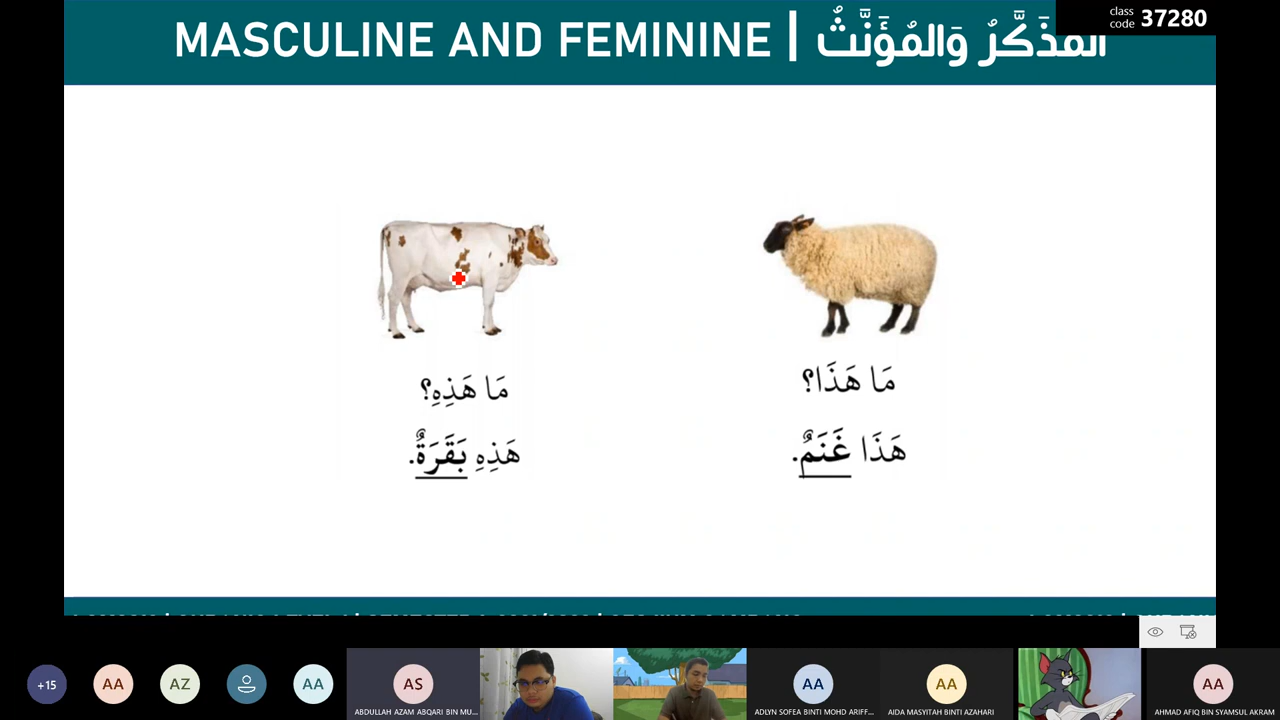 class code 37280
MASCULINE AND FEMININE | المُذَكَّرُ وَالمُؤَنَّثُ
مَا هَذَا؟
هَذَا غَنَمٌ.
مَا هَذِهِ؟
هَذِهِ بَقَرَةٌ.
+15
AA
AZ
AA
AS
ABDULLAH AZAM ABQARI BIN MU...
AA
ADLYN SOFEA BINTI MOHD ARIFF...
AA
AIDA MASYITAH BINTI AZAHARI
AA
AHMAD AFIQ BIN SYAMSUL AKRAM